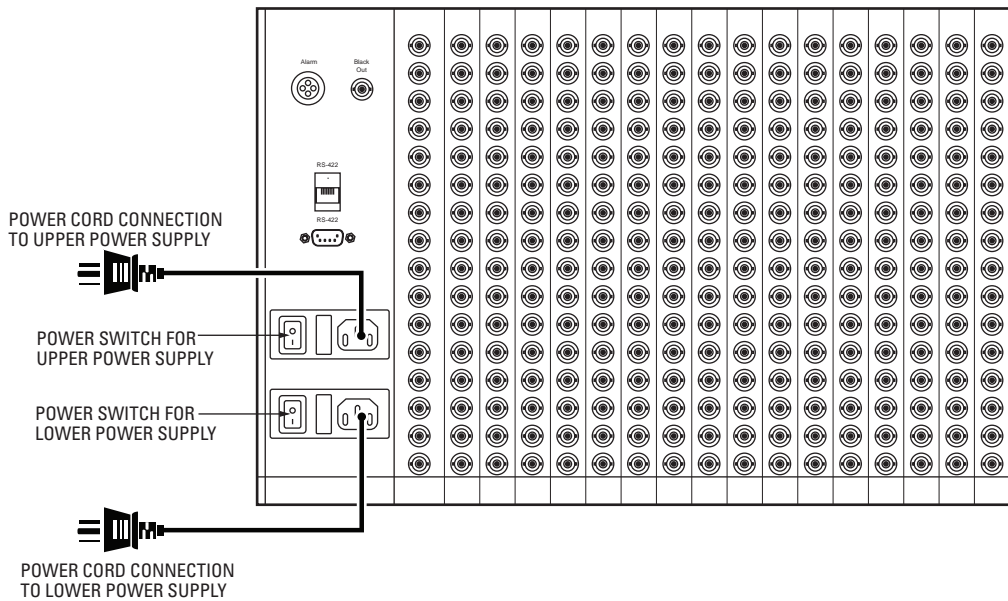 Alarm
Black
Out
RS-422
RS-422
POWER CORD CONNECTION
TO UPPER POWER SUPPLY
POWER SWITCH FOR
UPPER POWER SUPPLY
POWER SWITCH FOR
LOWER POWER SUPPLY
POWER CORD CONNECTION
TO LOWER POWER SUPPLY